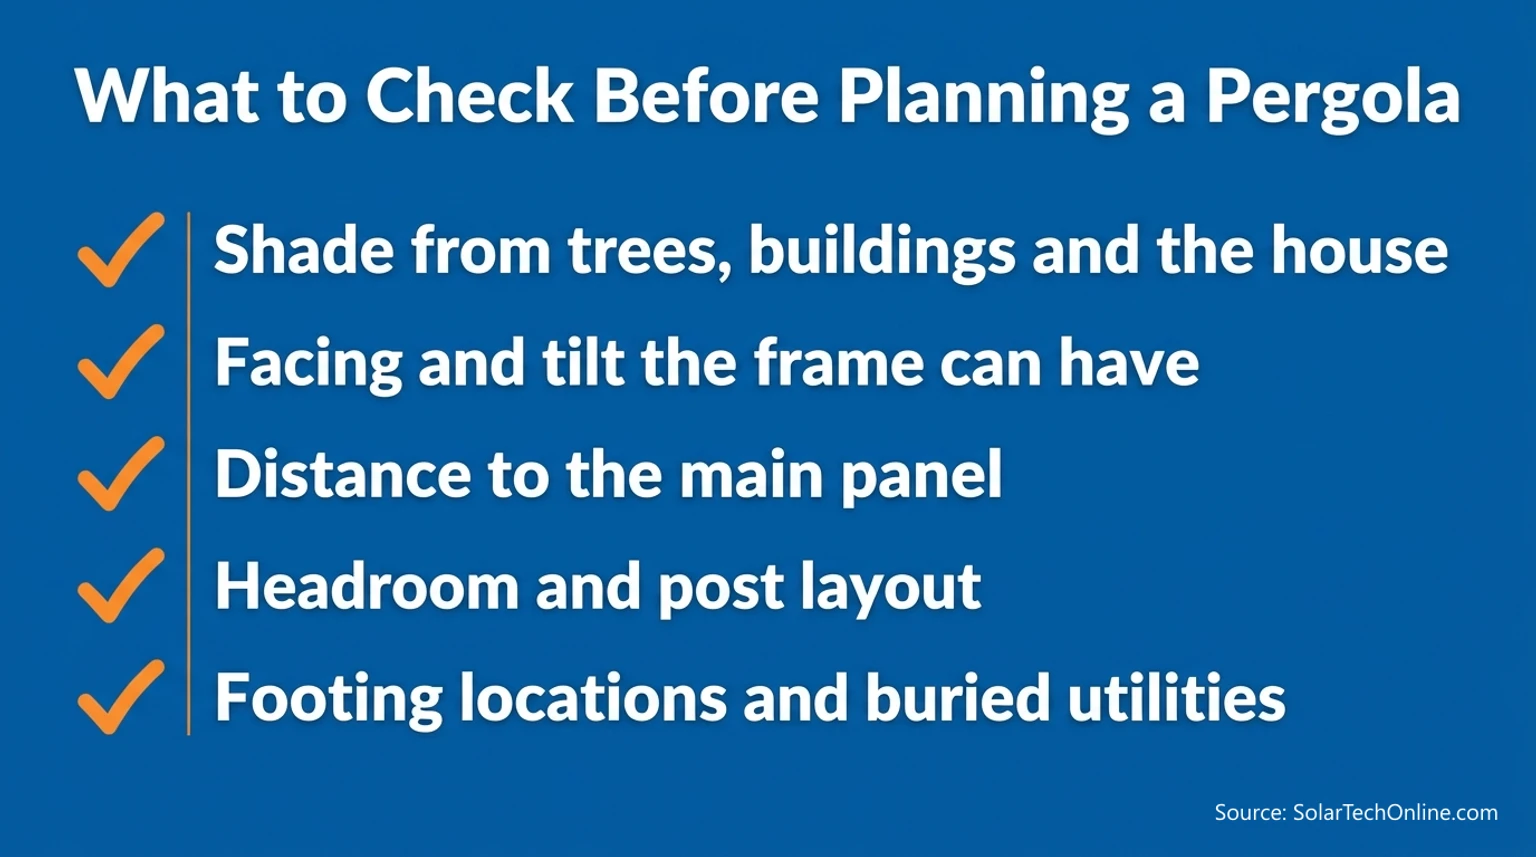 What to Check Before Planning a Pergola
Shade from trees, buildings and the house
Facing and tilt the frame can have
Distance to the main panel
Headroom and post layout
Footing locations and buried utilities
Source: SolarTechOnline.com